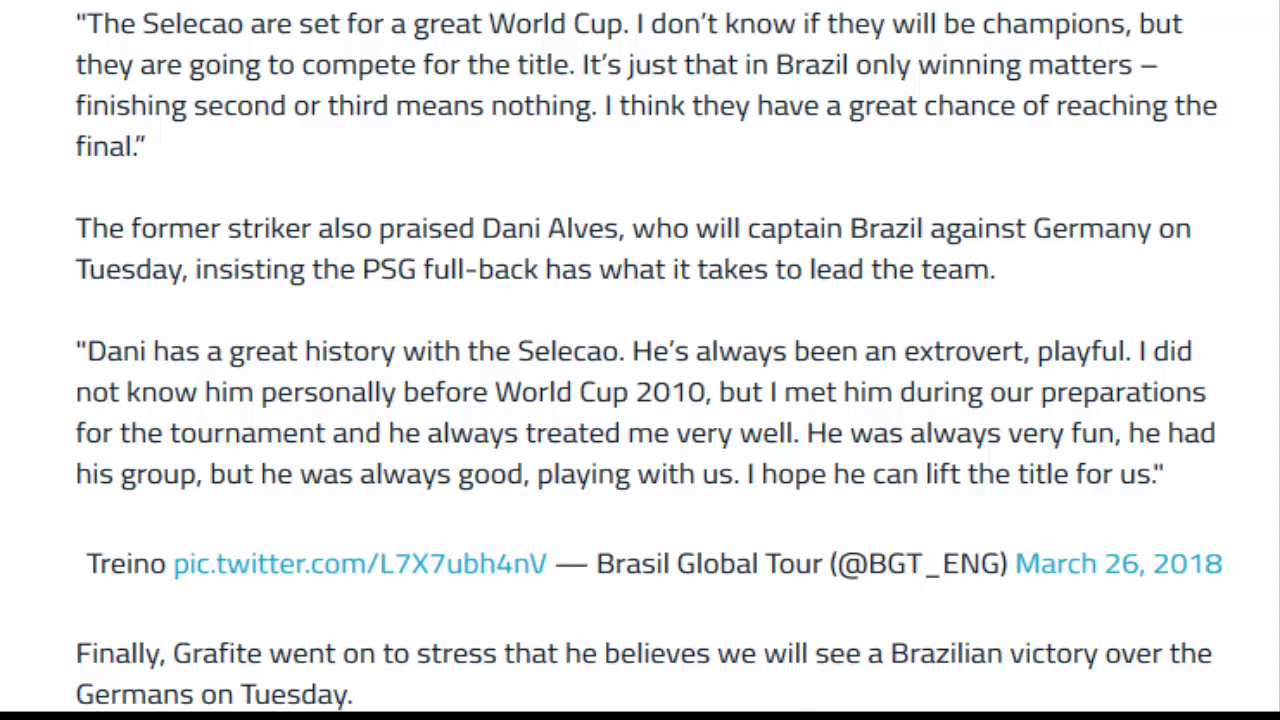 "The Selecao are set for a great World Cup. I don’t know if they will be champions, but
they are going to compete for the title. It’s just that in Brazil only winning matters –
finishing second or third means nothing. I think they have a great chance of reaching the
final.”
The former striker also praised Dani Alves, who will captain Brazil against Germany on
Tuesday, insisting the PSG full-back has what it takes to lead the team.
"Dani has a great history with the Selecao. He’s always been an extrovert, playful. I did
not know him personally before World Cup 2010, but I met him during our preparations
for the tournament and he always treated me very well. He was always very fun, he had
his group, but he was always good, playing with us. I hope he can lift the title for us."
Treino pic.twitter.com/L7X7ubh4nV — Brasil Global Tour (@BGT_ENG) March 26, 2018
Finally, Grafite went on to stress that he believes we will see a Brazilian victory over the
Germans on Tuesday.